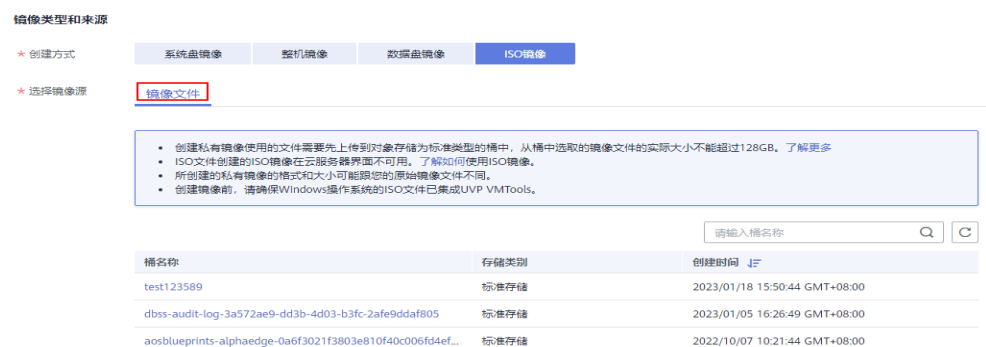 镜像类型和来源
* 创建方式 系统盘镜像 整机镜像 数据盘镜像 ISO镜像
* 选择镜像源 镜像文件
• 创建私有镜像使用的文件需要先上传到对象存储为标准类型的桶中，从桶中选取的镜像文件的实际大小不能超过128GB。了解更多
• ISO文件创建的ISO镜像在云服务器界面不可用。了解如何使用ISO镜像。
• 所创建的私有镜像的格式和大小可能跟您的原始镜像文件不同。
• 创建镜像前，请确保Windows操作系统的ISO文件已集成UVP VMTools。
请输入桶名称
桶名称 存储类别 创建时间
test123589 标准存储 2023/01/18 15:50:44 GMT+08:00
dbss-audit-log-3a572ae9-dd3b-4d03-b3fc-2afe9ddaf805 标准存储 2023/01/05 16:26:49 GMT+08:00
aosblueprints-alphaedge-0a6f3021f3803e810f40c006fd4ef... 标准存储 2022/10/07 10:21:44 GMT+08:00